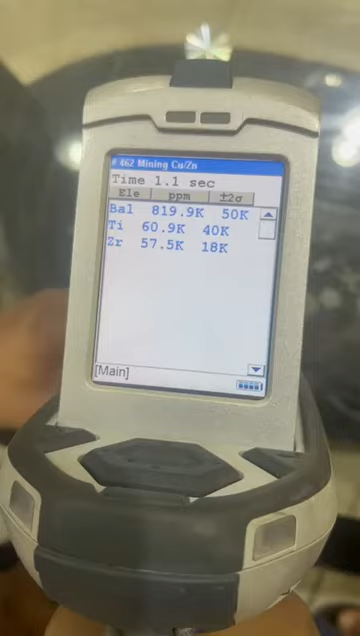 # 462 Mining Cu/Zn
Time 1.1 sec
Ele ppm ±2σ
Bal 819.9K 50K
Ti 60.9K 40K
Zr 57.5K 18K
[Main]